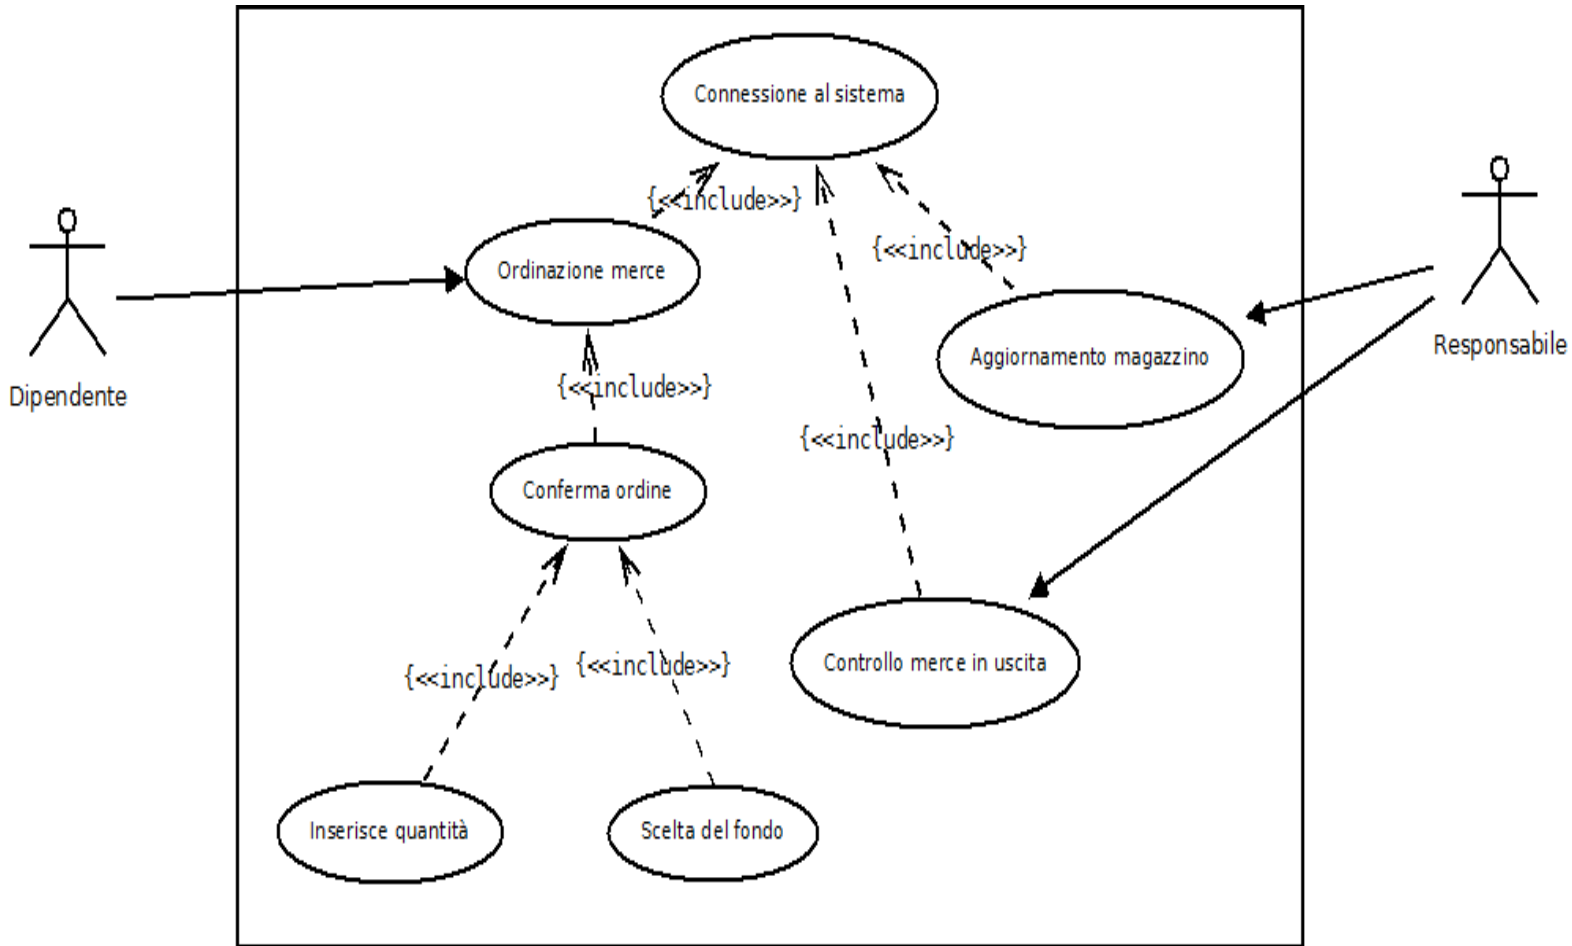 Connessione al sistema
{<<include>>}
{<<include>>}
Ordinazione merce
Dipendente
Aggiornamento magazzino
Responsabile
{<<include>>}
{<<include>>}
Conferma ordine
{<<include>>}
{<<include>>}
Controllo merce in uscita
Inserisce quantità
Scelta del fondo